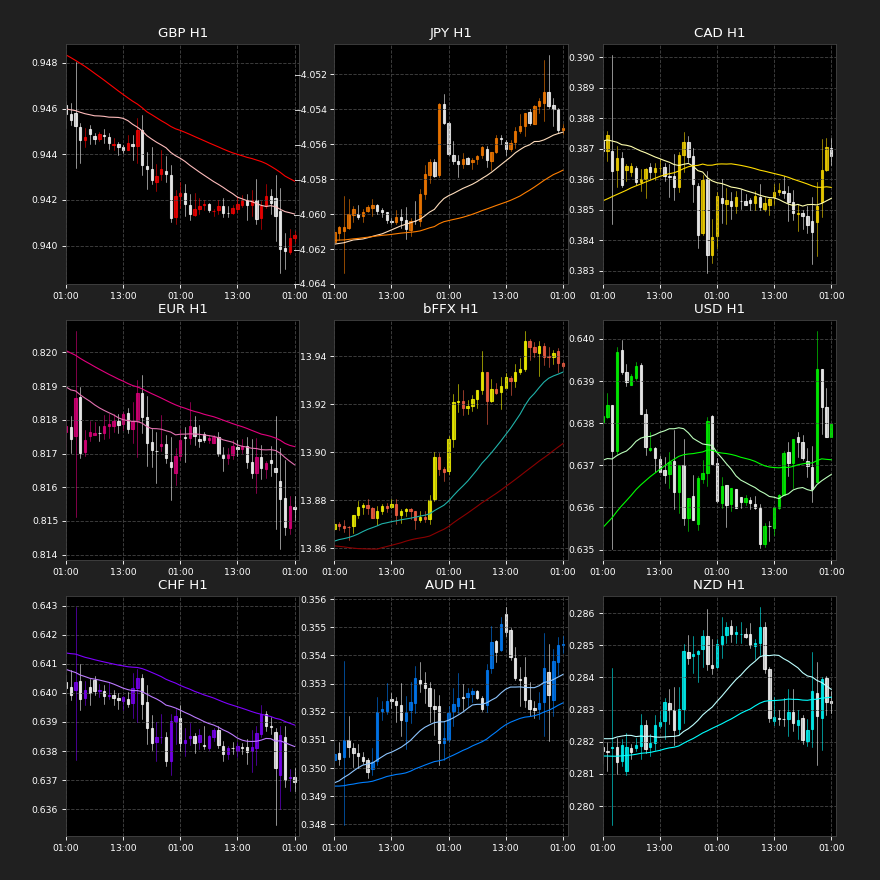 GBP H1 JPY H1 CAD H1
0.948 −4.052 0.390
0.946 −4.054 0.389
0.944 −4.056 0.388
0.942 −4.058 0.387
0.940 −4.060 0.386
−4.062 0.385
−4.064 0.384
0.383
01:00 13:00 01:00 13:00 01:00 01:00 13:00 01:00 13:00 01:00 01:00 13:00 01:00 13:00 01:00
EUR H1 bFFX H1 USD H1
0.820 13.94 0.640
0.819 13.92 0.639
0.818 13.90 0.638
0.817 13.88 0.637
0.816 13.86 0.636
0.815 0.635
0.814
01:00 13:00 01:00 13:00 01:00 01:00 13:00 01:00 13:00 01:00 01:00 13:00 01:00 13:00 01:00
CHF H1 AUD H1 NZD H1
0.643 0.356 0.286
0.642 0.355 0.285
0.641 0.354 0.284
0.640 0.353 0.283
0.639 0.352 0.282
0.638 0.351 0.281
0.637 0.350 0.280
0.636 0.349
0.348
01:00 13:00 01:00 13:00 01:00 01:00 13:00 01:00 13:00 01:00 01:00 13:00 01:00 13:00 01:00